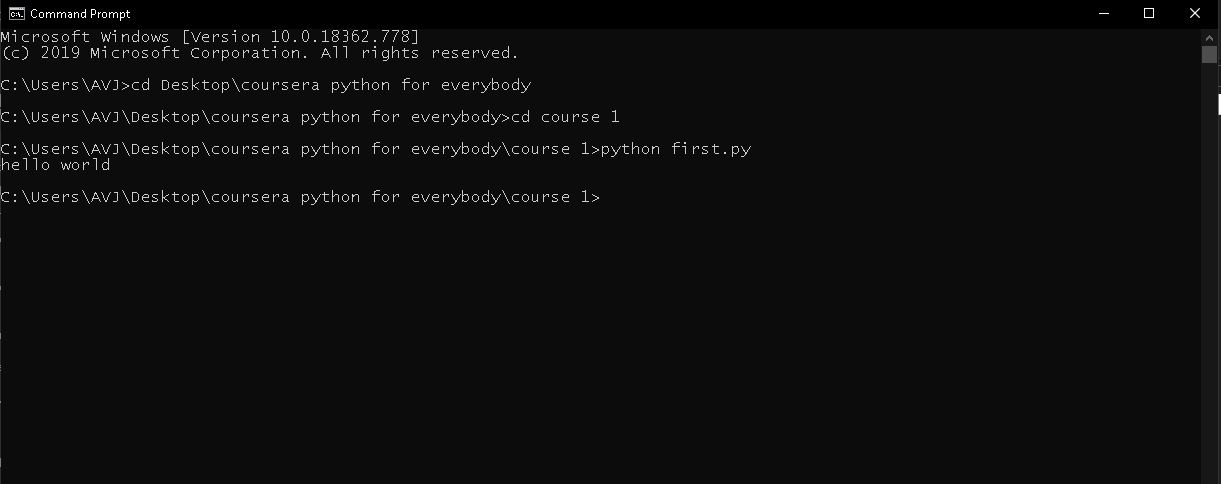 Command Prompt
Microsoft Windows [Version 10.0.18362.778]
(c) 2019 Microsoft Corporation. All rights reserved.
C:\Users\AVJ>cd Desktop\coursera python for everybody
C:\Users\AVJ\Desktop\coursera python for everybody>cd course 1
C:\Users\AVJ\Desktop\coursera python for everybody\course 1>python first.py
hello world
C:\Users\AVJ\Desktop\coursera python for everybody\course 1>